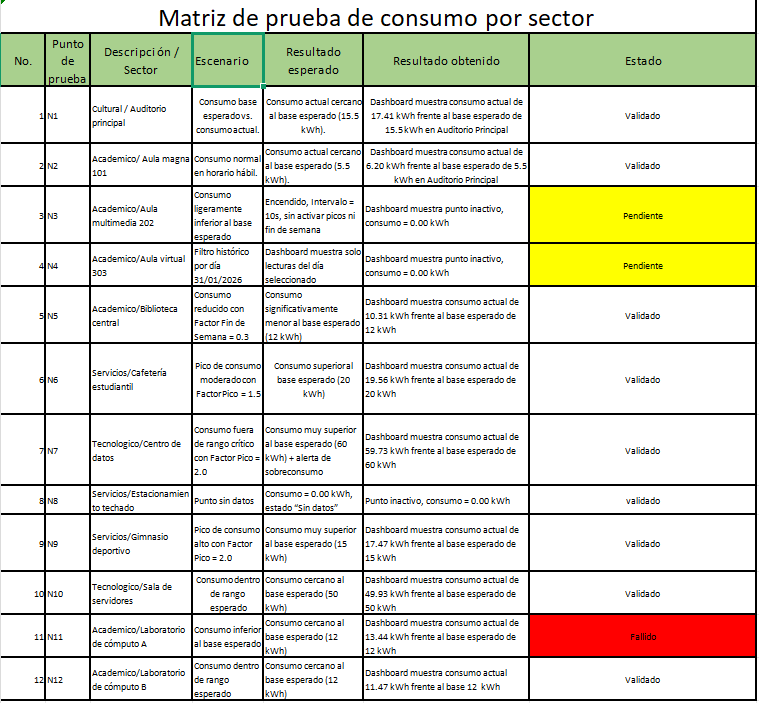 Matriz de prueba de consumo por sector
No. Punto de prueba Descripción / Sector Escenario Resultado esperado Resultado obtenido Estado
1 N1 Cultural / Auditorio principal Consumo base esperado vs. consumo actual. Consumo actual cercano al base esperado (15.5 kWh). Dashboard muestra consumo actual de 17.41 kWh frente al base esperado de 15.5 kWh en Auditorio Principal Validado
2 N2 Academico/ Aula magna 101 Consumo normal en horario hábil. Consumo actual cercano al base esperado (5.5 kWh). Dashboard muestra consumo actual de 6.20 kWh frente al base esperado de 5.5 kWh en Auditorio Principal Validado
3 N3 Academico/Aula multimedia 202 Consumo ligeramente inferior al base esperado Encendido, Intervalo = 10s, sin activar picos ni fin de semana Dashboard muestra punto inactivo, consumo = 0.00 kWh Pendiente
4 N4 Academico/Aula virtual 303 Filtro histórico por día 31/01/2026 Dashboard muestra solo lecturas del día seleccionado Dashboard muestra punto inactivo, consumo = 0.00 kWh Pendiente
5 N5 Academico/Biblioteca central Consumo reducido con Factor Fin de Semana = 0.3 Consumo significativamente menor al base esperado (12 kWh) Dashboard muestra consumo actual de 10.31 kWh frente al base esperado de 12 kWh Validado
6 N6 Servicios/Cafetería estudiantil Pico de consumo moderado con Factor Pico = 1.5 Consumo superior al base esperado (20 kWh) Dashboard muestra consumo actual de 19.56 kWh frente al base esperado de 20 kWh Validado
7 N7 Tecnologico/Centro de datos Consumo fuera de rango crítico con Factor Pico = 2.0 Consumo muy superior al base esperado (60 kWh) + alerta de sobreconsumo Dashboard muestra consumo actual de 59.73 kWh frente al base esperado de 60 kWh Validado
8 N8 Servicios/Estacionamiento techado Punto sin datos Consumo = 0.00 kWh, estado "Sin datos" Punto inactivo, consumo = 0.00 kWh validado
9 N9 Servicios/Gimnasio deportivo Pico de consumo alto con Factor Pico = 2.0 Consumo muy superior al base esperado (15 kWh) Dashboard muestra consumo actual de 17.47 kWh frente al base esperado de 15 kWh Validado
10 N10 Tecnologico/Sala de servidores Consumo dentro de rango esperado Consumo cercano al base esperado (50 kWh) Dashboard muestra consumo actual de 49.93 kWh frente al base esperado de 50 kWh Validado
11 N11 Academico/Laboratorio de cómputo A Consumo inferior al base esperado Consumo cercano al base esperado (12 kWh) Dashboard muestra consumo actual de 13.44 kWh frente al base esperado de 12 kWh Fallido
12 N12 Academico/Laboratorio de cómputo B Consumo dentro de rango esperado Consumo cercano al base esperado (12 kWh) Dashboard muestra consumo actual 11.47 kWh frente al base 12 kWh Validado